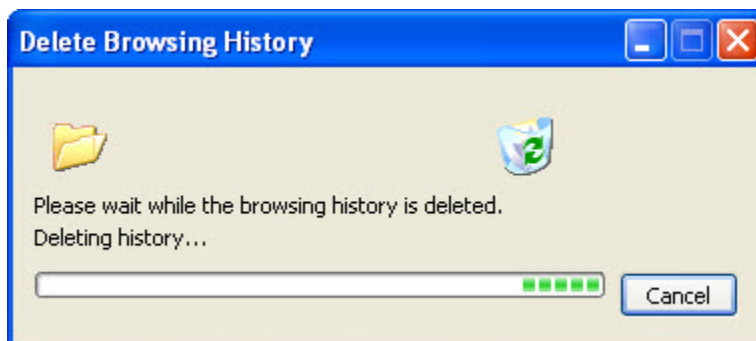 Delete Browsing History
Please wait while the browsing history is deleted.
Deleting history...
Cancel